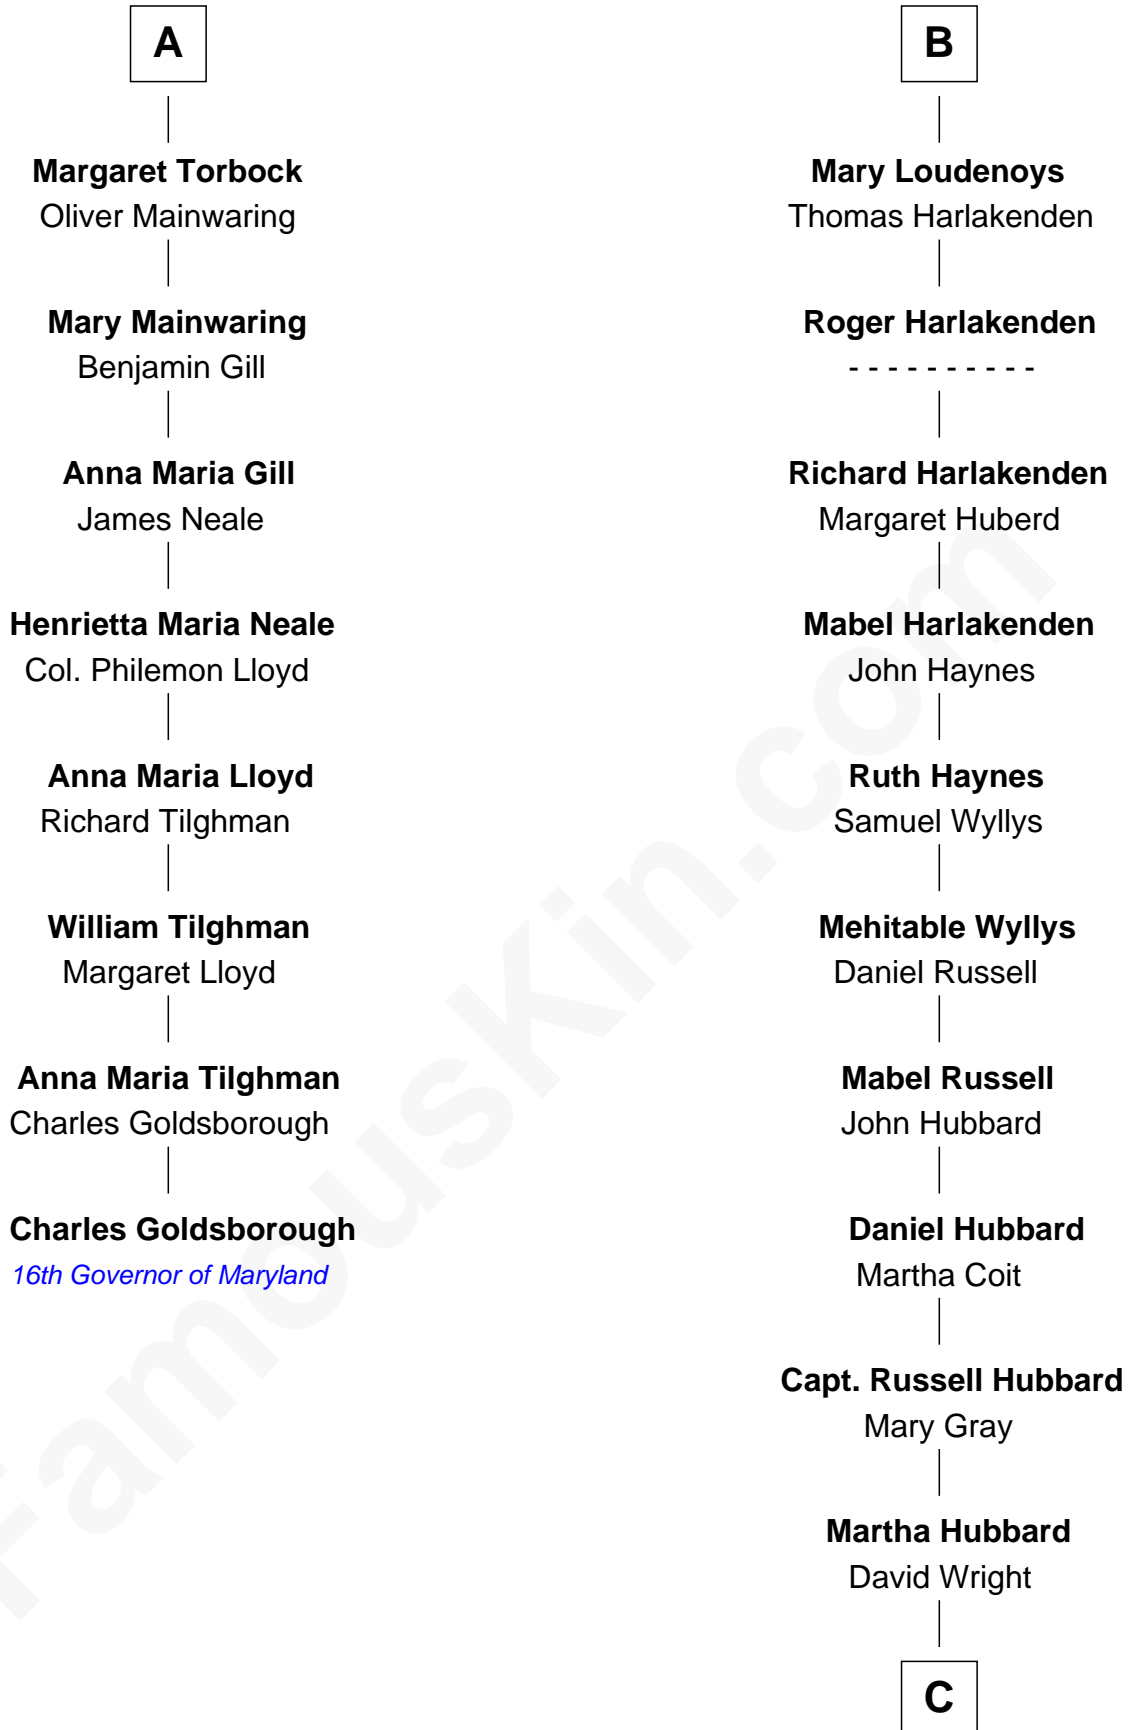 A
Margaret Torbock
Oliver Mainwaring
Mary Mainwaring
Benjamin Gill
Anna Maria Gill
James Neale
Henrietta Maria Neale
Col. Philemon Lloyd
Anna Maria Lloyd
Richard Tilghman
William Tilghman
Margaret Lloyd
Anna Maria Tilghman
Charles Goldsborough
Charles Goldsborough
16th Governor of Maryland
B
Mary Loudenoys
Thomas Harlakenden
Roger Harlakenden
- - - - - - - - - -
Richard Harlakenden
Margaret Huberd
Mabel Harlakenden
John Haynes
Ruth Haynes
Samuel Wyllys
Mehitable Wyllys
Daniel Russell
Mabel Russell
John Hubbard
Daniel Hubbard
Martha Coit
Capt. Russell Hubbard
Mary Gray
Martha Hubbard
David Wright
C
FamousKin.com